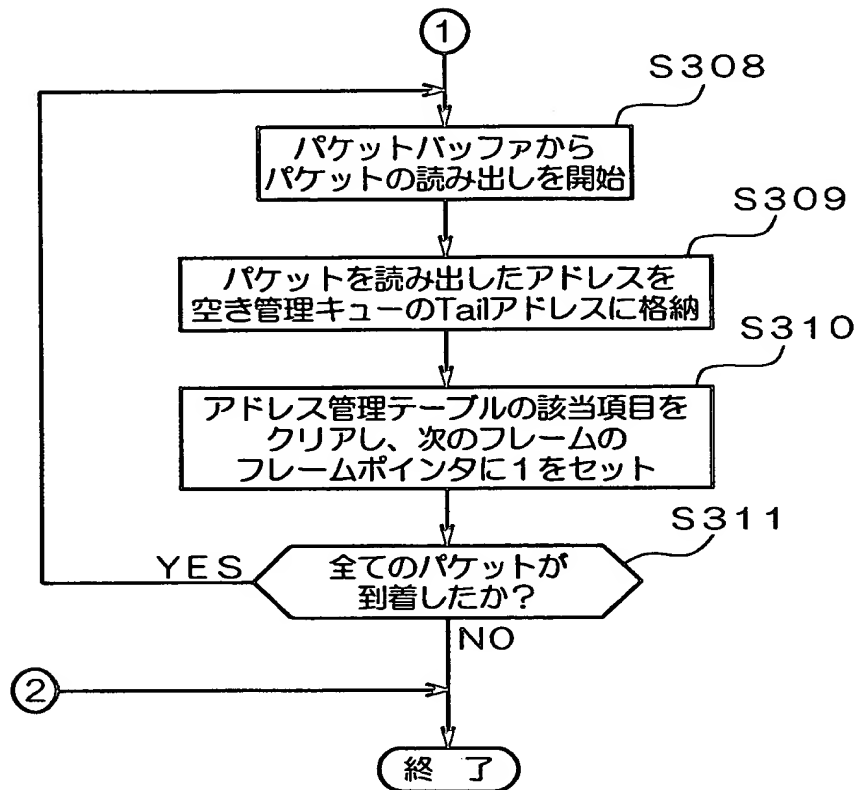 1
S308
パケットバッファから
パケットの読み出しを開始
S309
パケットを読み出したアドレスを
空き管理キューのTailアドレスに格納
S310
アドレス管理テーブルの該当項目を
クリアし、次のフレームの
フレームポインタに１をセット
S311
YES
全てのパケットが
到着したか？
NO
2
終 了